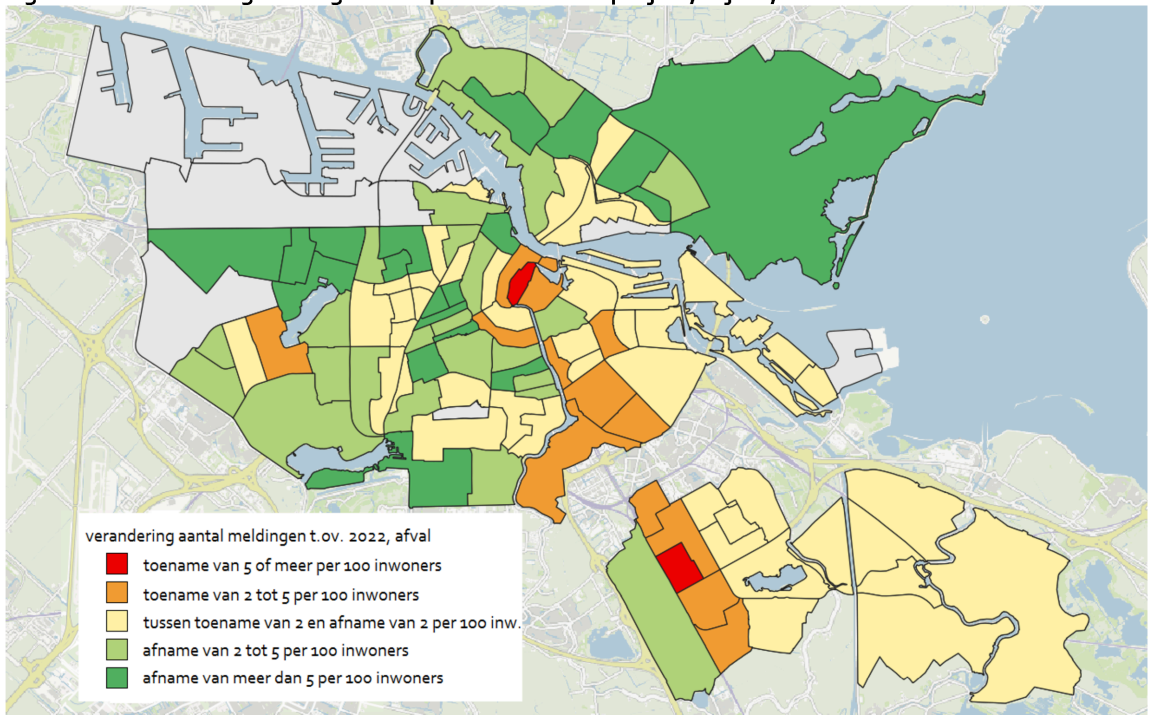 verandering aantal meldingen t.ov. 2022, afval
toename van 5 of meer per 100 inwoners
toename van 2 tot 5 per 100 inwoners
tussen toename van 2 en afname van 2 per 100 inw.
afname van 2 tot 5 per 100 inwoners
afname van meer dan 5 per 100 inwoners